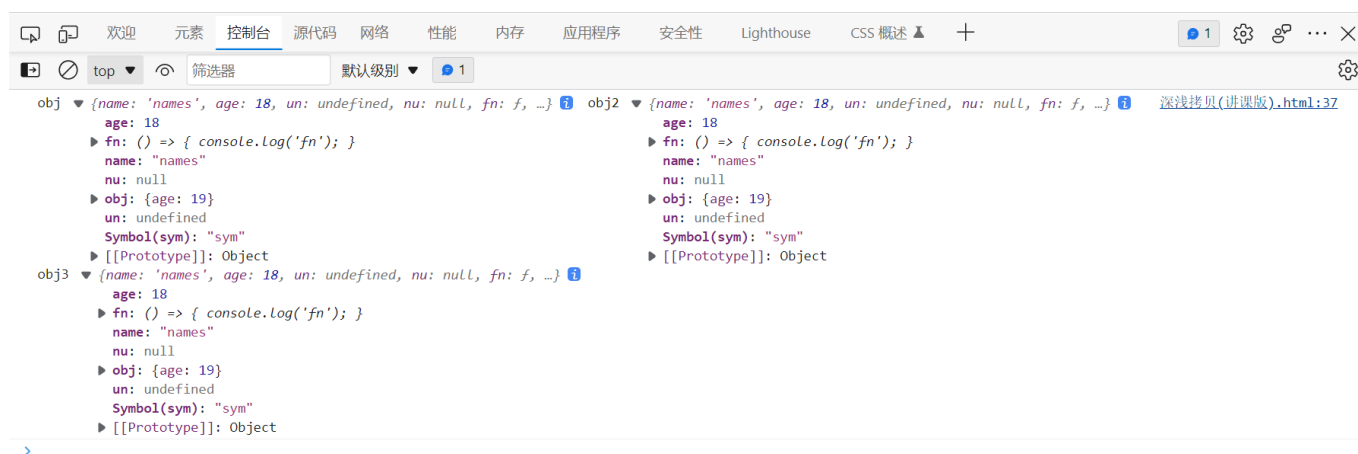 欢迎 元素 控制台 源代码 网络 性能 内存 应用程序 安全性 Lighthouse CSS 概述 1
top 筛选器 默认级别 1
obj {name: 'names', age: 18, un: undefined, nu: null, fn: ƒ, …} obj2 {name: 'names', age: 18, un: undefined, nu: null, fn: ƒ, …} 深浅拷贝(讲课版).html:37
age: 18 age: 18
fn: () => { console.log('fn'); } fn: () => { console.log('fn'); }
name: "names" name: "names"
nu: null nu: null
obj: {age: 19} obj: {age: 19}
un: undefined un: undefined
Symbol(sym): "sym" Symbol(sym): "sym"
[[Prototype]]: Object [[Prototype]]: Object
obj3 {name: 'names', age: 18, un: undefined, nu: null, fn: ƒ, …}
age: 18
fn: () => { console.log('fn'); }
name: "names"
nu: null
obj: {age: 19}
un: undefined
Symbol(sym): "sym"
[[Prototype]]: Object